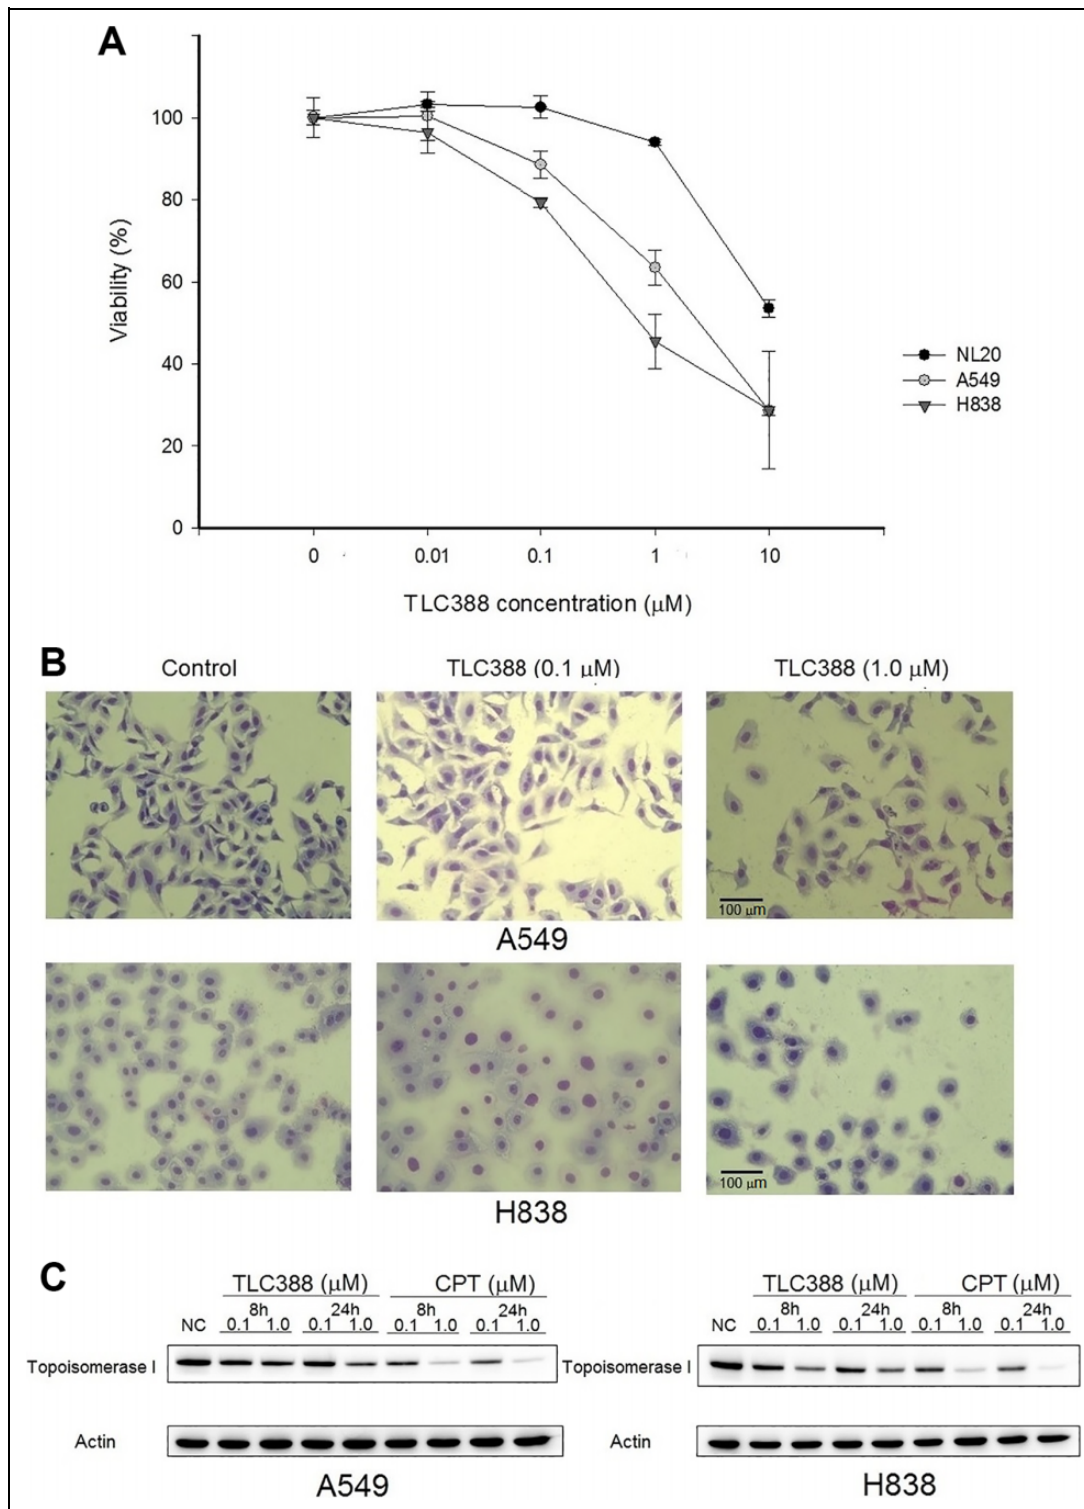 A
100
80
60
40
20
0
Viability (%)
0 0.01 0.1 1 10
TLC388 concentration (μM)
NL20
A549
H838
B
Control TLC388 (0.1 μM) TLC388 (1.0 μM)
100 μm
A549
100 μm
H838
C
TLC388 (μM) CPT (μM) TLC388 (μM) CPT (μM)
8h 24h 8h 24h 8h 24h 8h 24h
NC 0.1 1.0 0.1 1.0 0.1 1.0 0.1 1.0 NC 0.1 1.0 0.1 1.0 0.1 1.0 0.1 1.0
Topoisomerase I Topoisomerase I
Actin Actin
A549 H838